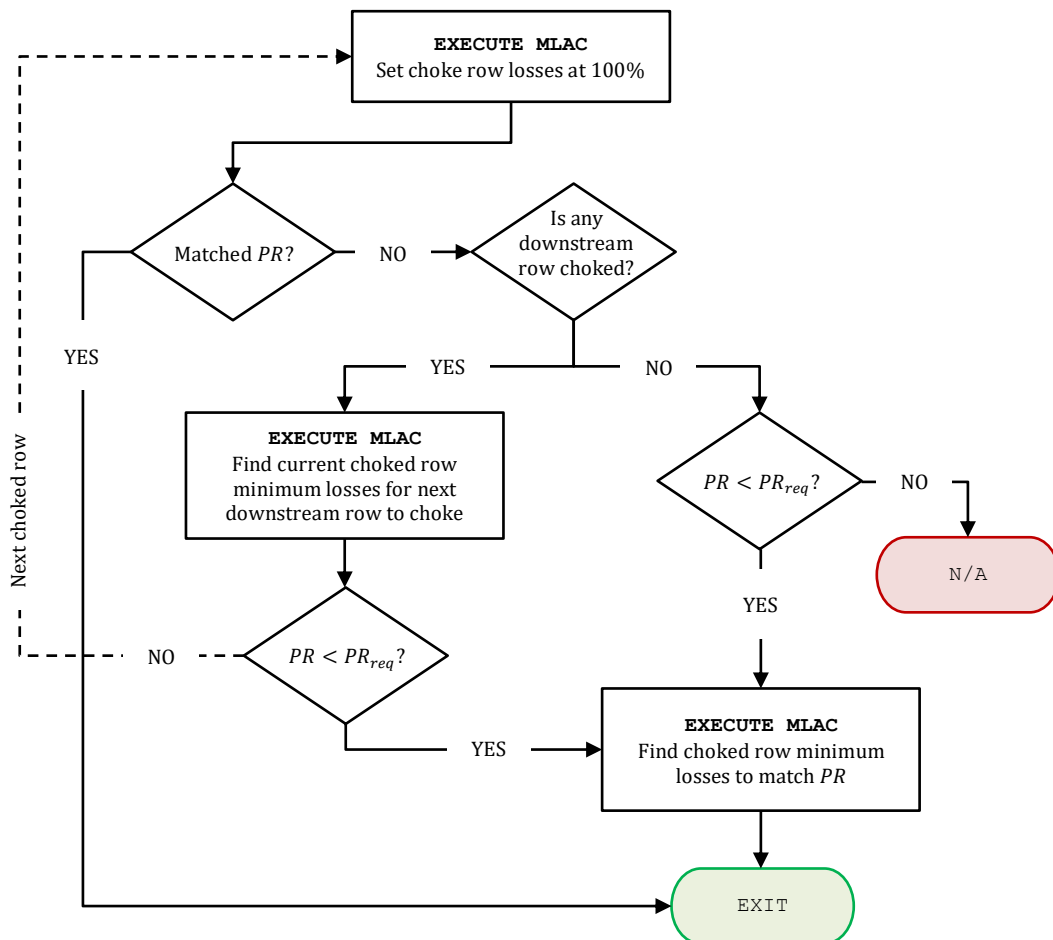 EXECUTE MLAC
Set choke row losses at 100%
Matched PR?
NO
Is any
downstream
row choked?
YES
YES
NO
EXECUTE MLAC
Find current choked row
minimum losses for next
downstream row to choke
PR < PR_req?
NO
N/A
Next choked row
YES
NO
PR < PR_req?
EXECUTE MLAC
Find choked row minimum
losses to match PR
YES
EXIT